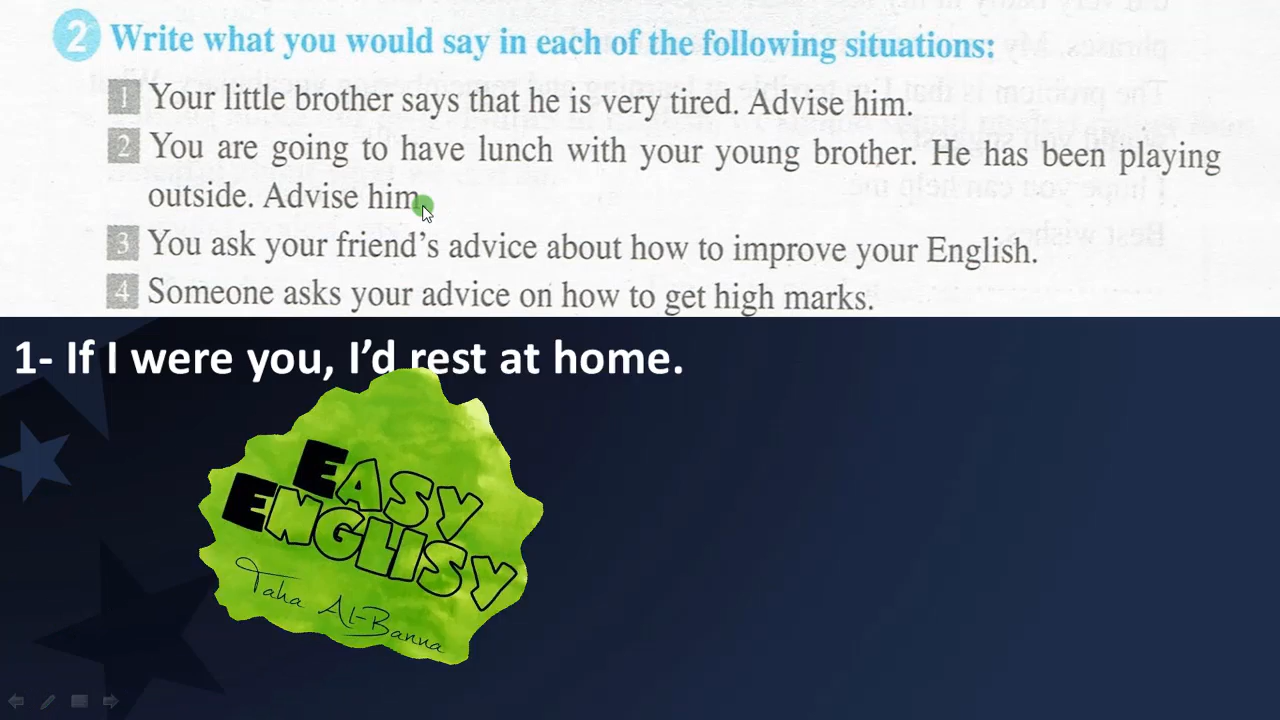 2 Write what you would say in each of the following situations:
1 Your little brother says that he is very tired. Advise him.
2 You are going to have lunch with your young brother. He has been playing
outside. Advise him.
3 You ask your friend's advice about how to improve your English.
4 Someone asks your advice on how to get high marks.
1- If I were you, I'd rest at home.
EASY
ENGLISY
Taha Al-Banna